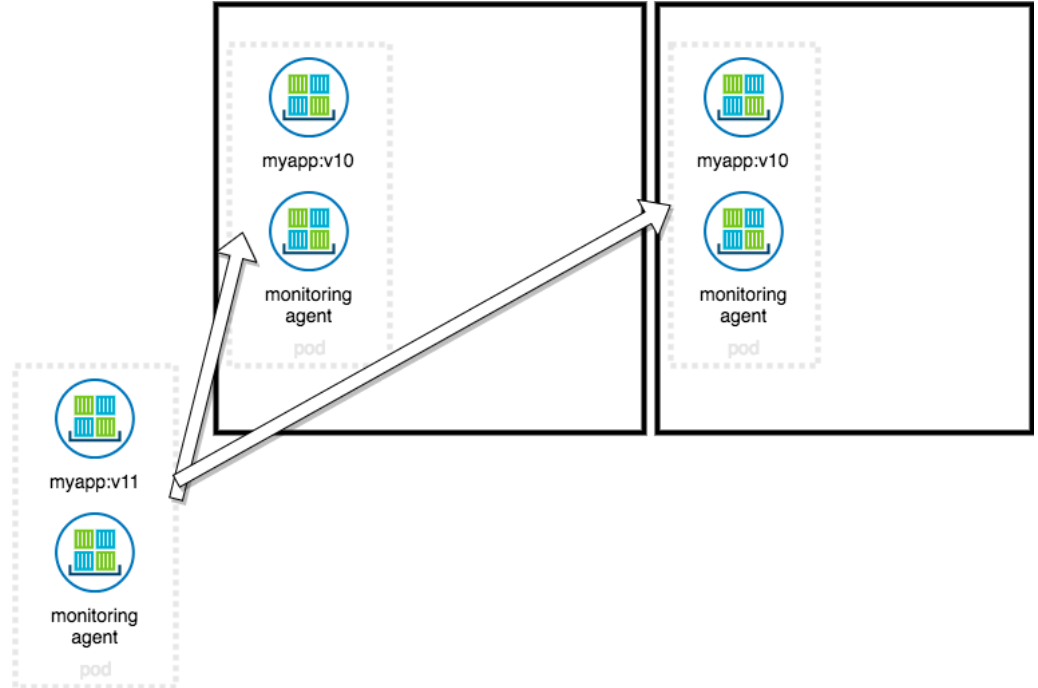 myapp:v10
monitoring
agent
pod
myapp:v10
monitoring
agent
pod
myapp:v11
monitoring
agent
pod